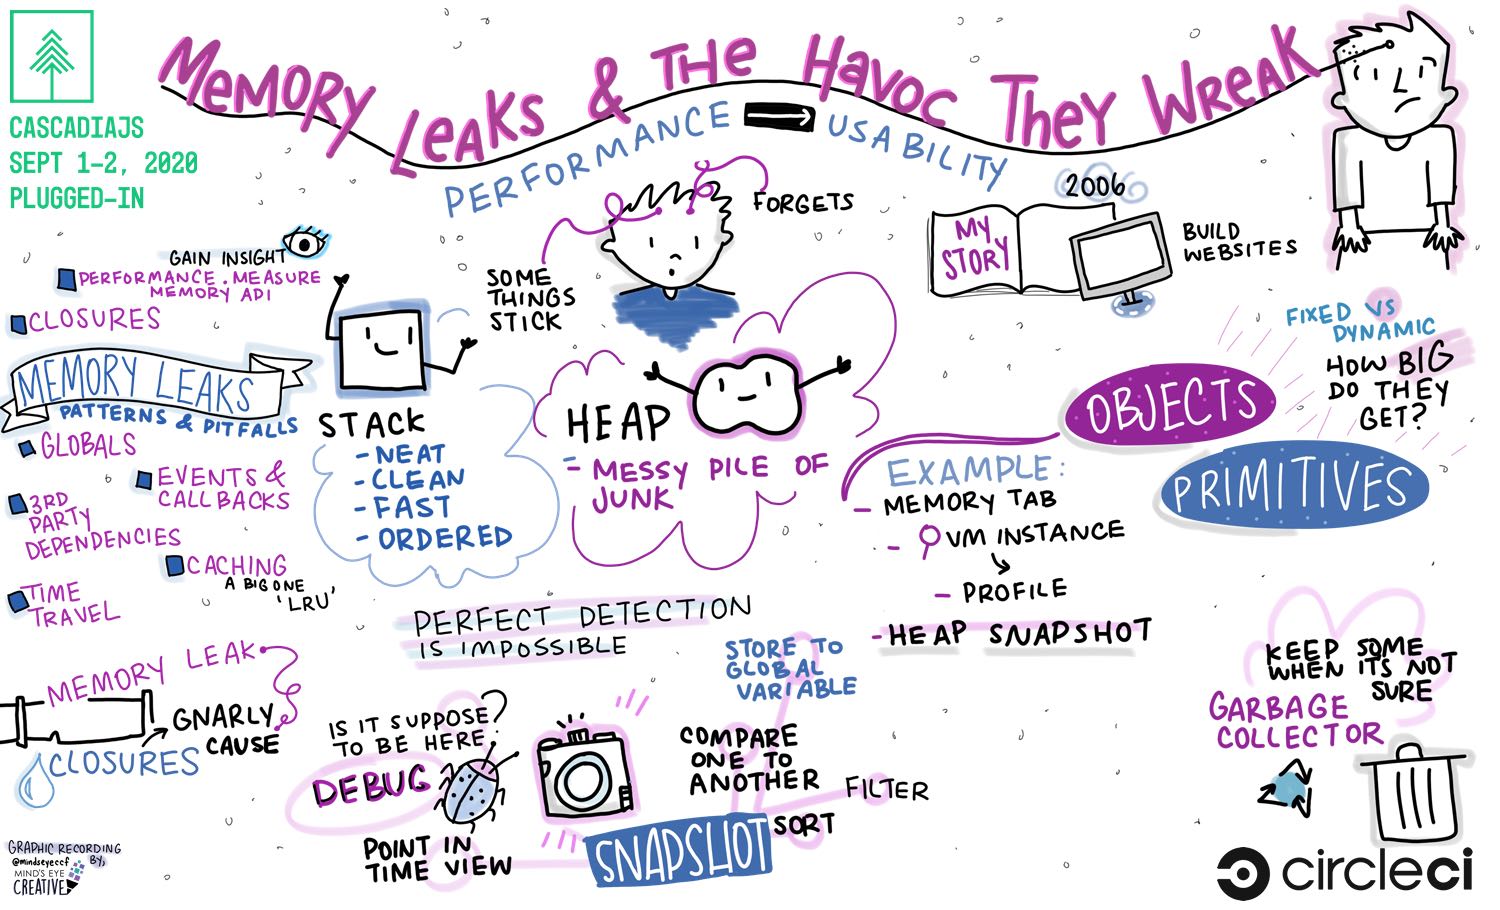 CASCADIAJS
SEPT 1-2, 2020
PLUGGED-IN
MEMORY LEAKS & THE HAVOC THEY WREAK
PERFORMANCE → USABILITY
FORGETS
SOME
THINGS
STICK
2006
MY
STORY
BUILD
WEBSITES
GAIN INSIGHT
PERFORMANCE.MEASURE
MEMORY ADI
CLOSURES
MEMORY LEAKS
PATTERNS & PITFALLS
GLOBALS
EVENTS &
CALLBACKS
3RD
PARTY
DEPENDENCIES
CACHING
A BIG ONE
'LRU'
TIME
TRAVEL
STACK
- NEAT
- CLEAN
- FAST
- ORDERED
HEAP
- MESSY PILE OF
JUNK
FIXED VS
DYNAMIC
HOW BIG
DO THEY
GET?
OBJECTS
PRIMITIVES
EXAMPLE:
- MEMORY TAB
- VM INSTANCE
- PROFILE
- HEAP SNAPSHOT
PERFECT DETECTION
IS IMPOSSIBLE
MEMORY LEAK
GNARLY
CAUSE
CLOSURES
IS IT SUPPOSE?
TO BE HERE.
DEBUG
POINT IN
TIME VIEW
STORE TO
GLOBAL
VARIABLE
COMPARE
ONE TO
ANOTHER
FILTER
SORT
SNAPSHOT
KEEP SOME
WHEN ITS NOT
SURE
GARBAGE
COLLECTOR
GRAPHIC RECORDING
BY,
@mindseyeccf
MIND'S EYE
CREATIVE
circleci